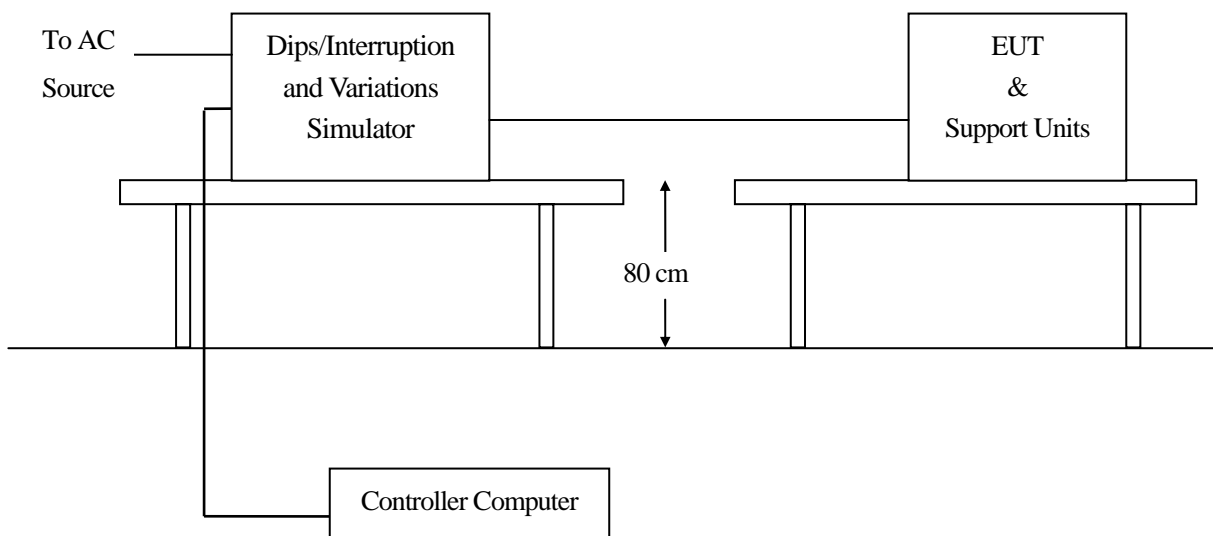 To AC
Source
Dips/Interruption
and Variations
Simulator
EUT
&
Support Units
80 cm
Controller Computer